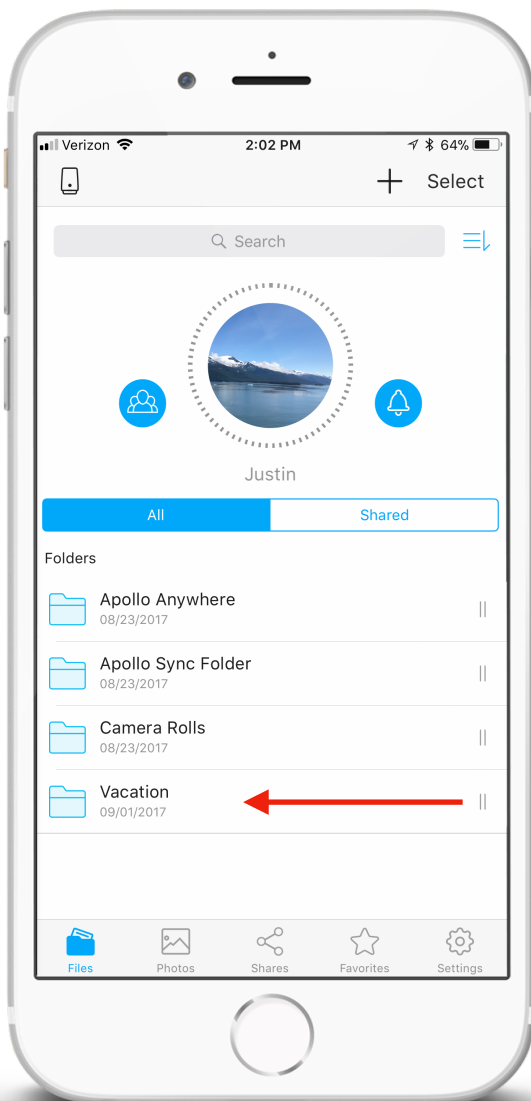 Verizon 2:02 PM 64%
Select
Search
Justin
All Shared
Folders
Apollo Anywhere
08/23/2017
Apollo Sync Folder
08/23/2017
Camera Rolls
08/23/2017
Vacation
09/01/2017
Files Photos Shares Favorites Settings